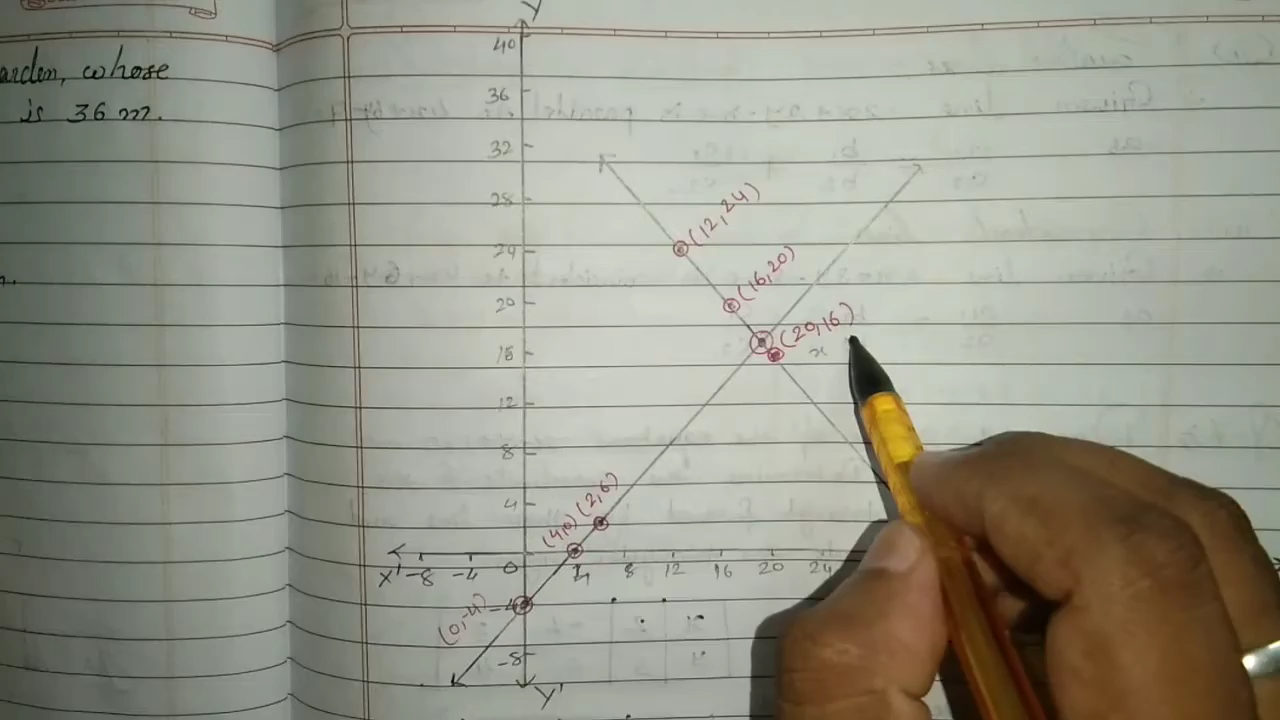 arden, whose
is 36 m.
n.
Y
40
36
32
28
24
20
16
12
8
4
(12,24)
(16,20)
(20,16)
x
(2,6)
(4,0)
X' -8 -4 0 4 8 12 16 20 24
(0,-4) -4
-8
Y'